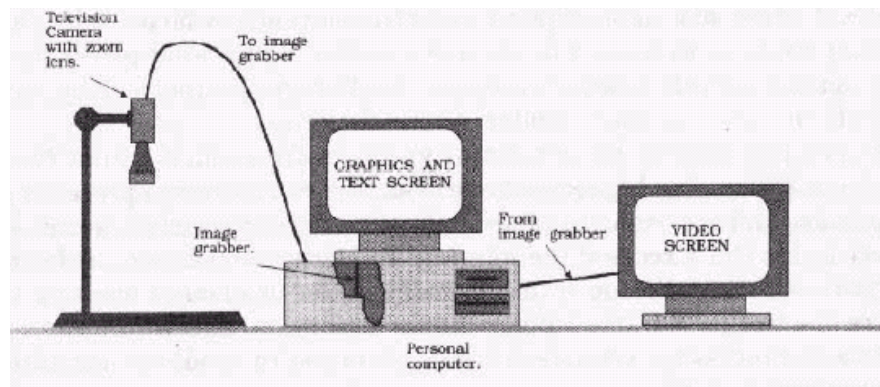 Television
Camera
with zoom
lens.
To image
grabber
GRAPHICS AND
TEXT SCREEN
Image
grabber.
From
image grabber
VIDEO
SCREEN
Personal
computer.